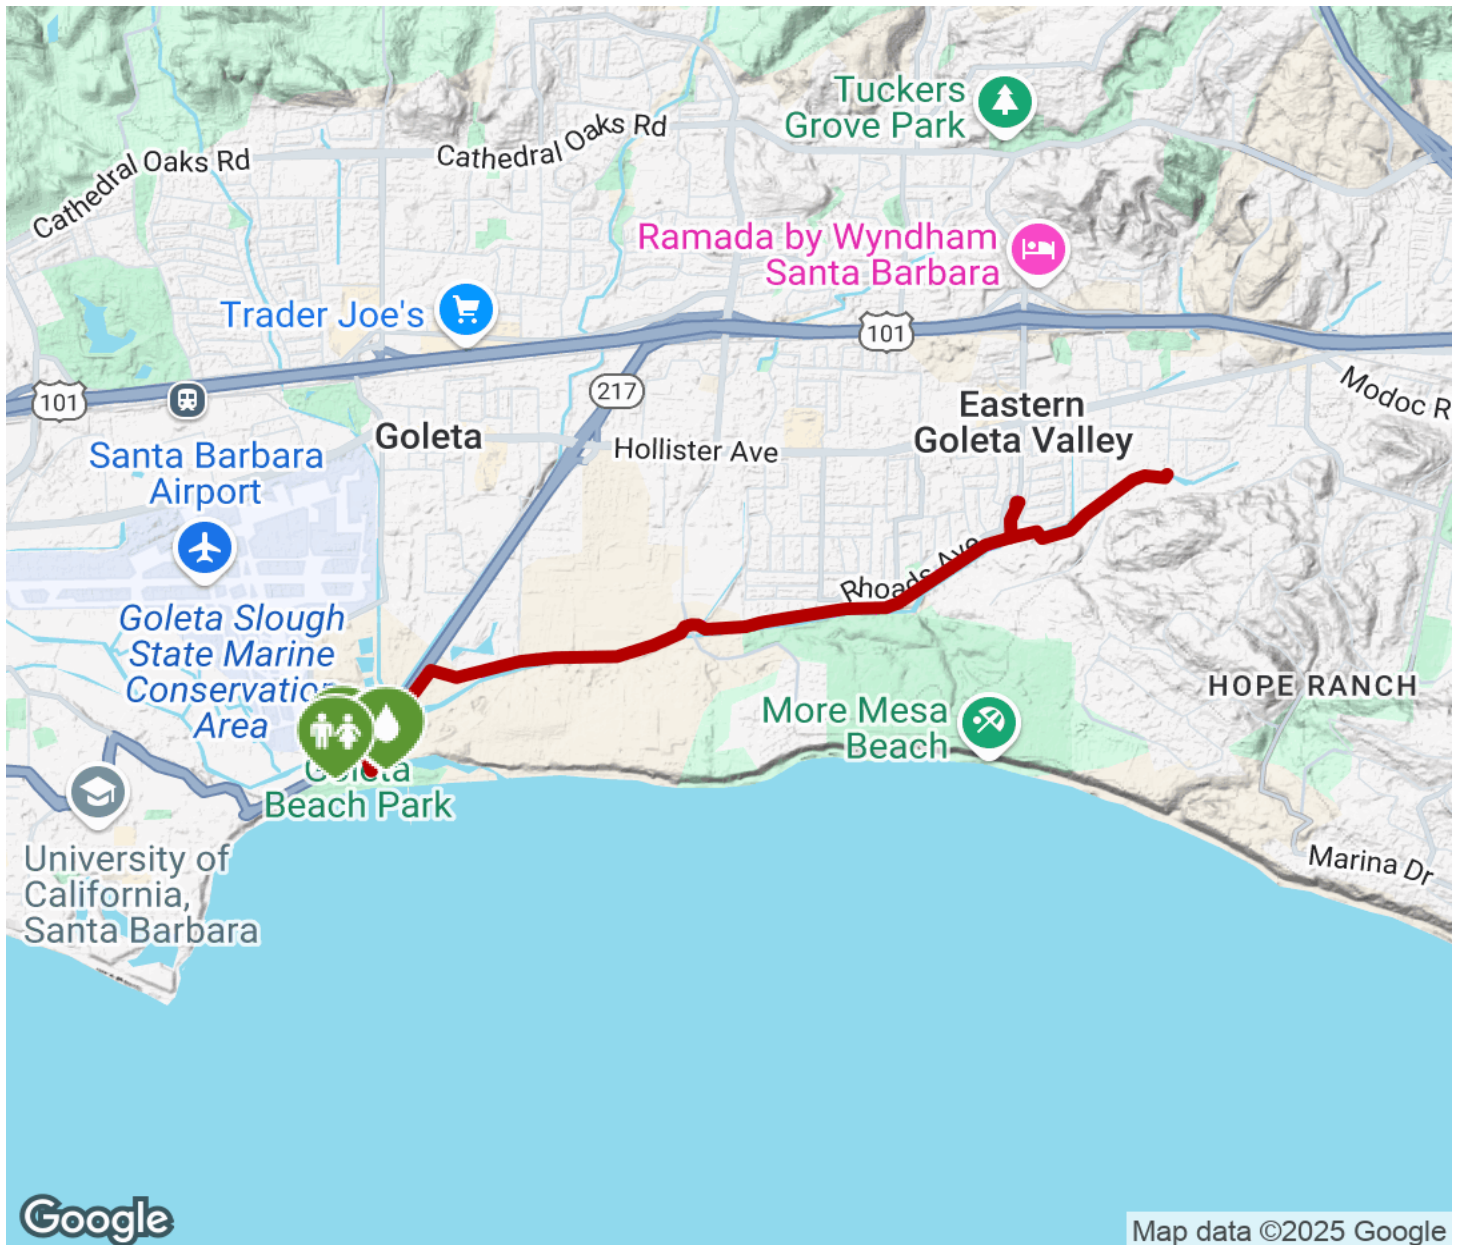 Tuckers
Grove Park
Cathedral Oaks Rd
Cathedral Oaks Rd
Ramada by Wyndham
Santa Barbara
Trader Joe's
101
217
101
Modoc R
Eastern
Goleta Valley
Goleta
Hollister Ave
Santa Barbara
Airport
Rhoads Ave
Goleta Slough
State Marine
Conservation
Area
HOPE RANCH
More Mesa
Beach
Goleta
Beach Park
University of
California,
Santa Barbara
Marina Dr
Google
Map data ©2025 Google